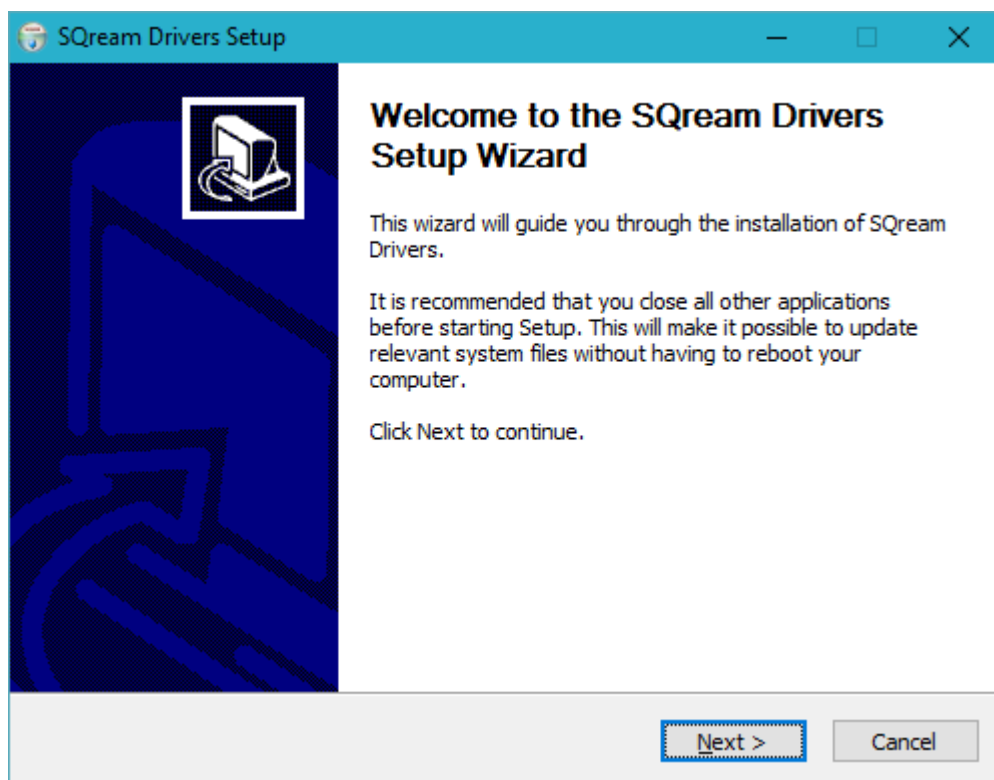 SQream Drivers Setup
Welcome to the SQream Drivers
Setup Wizard
This wizard will guide you through the installation of SQream
Drivers.
It is recommended that you close all other applications
before starting Setup. This will make it possible to update
relevant system files without having to reboot your
computer.
Click Next to continue.
Next >
Cancel